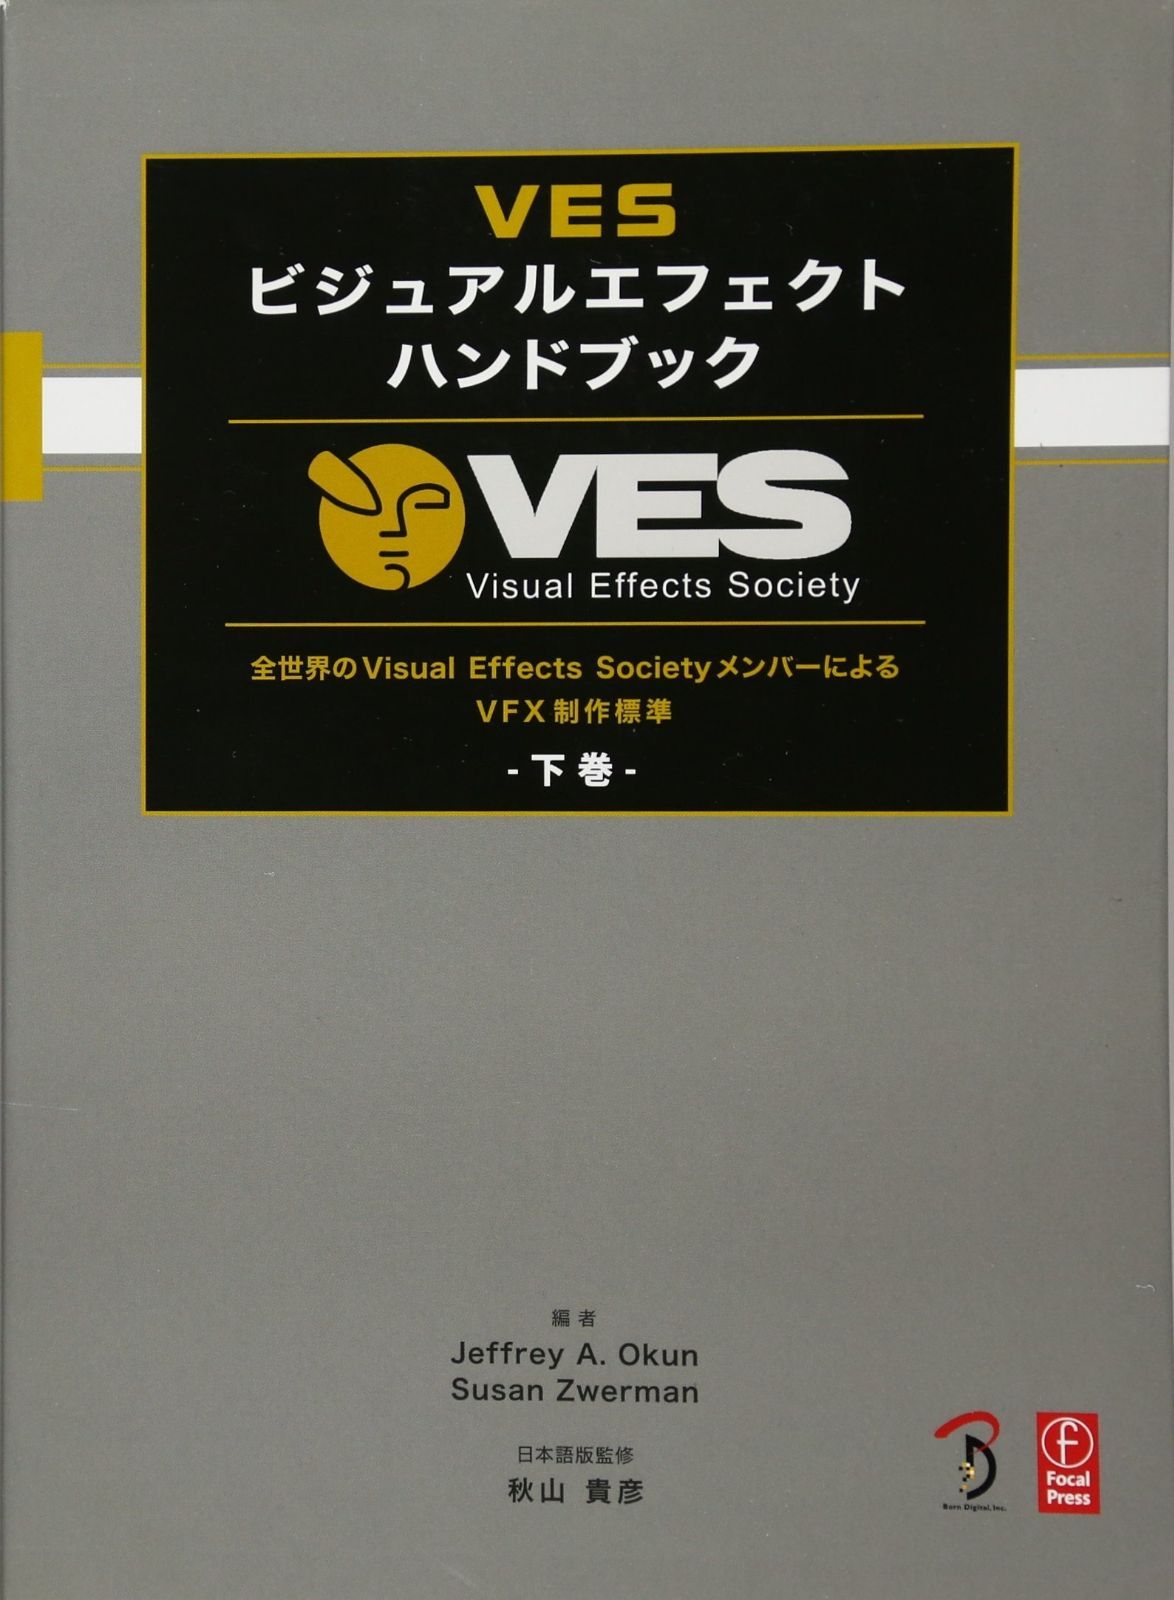 VES
ビジュアルエフェクト
ハンドブック
VES
Visual Effects Society
全世界のVisual Effects Societyメンバーによる
VFX制作標準
- 下巻 -
編者
Jeffrey A. Okun
Susan Zwerman
日本語版監修
秋山 貴彦
B
Born Digital, Inc.
f
Focal
Press